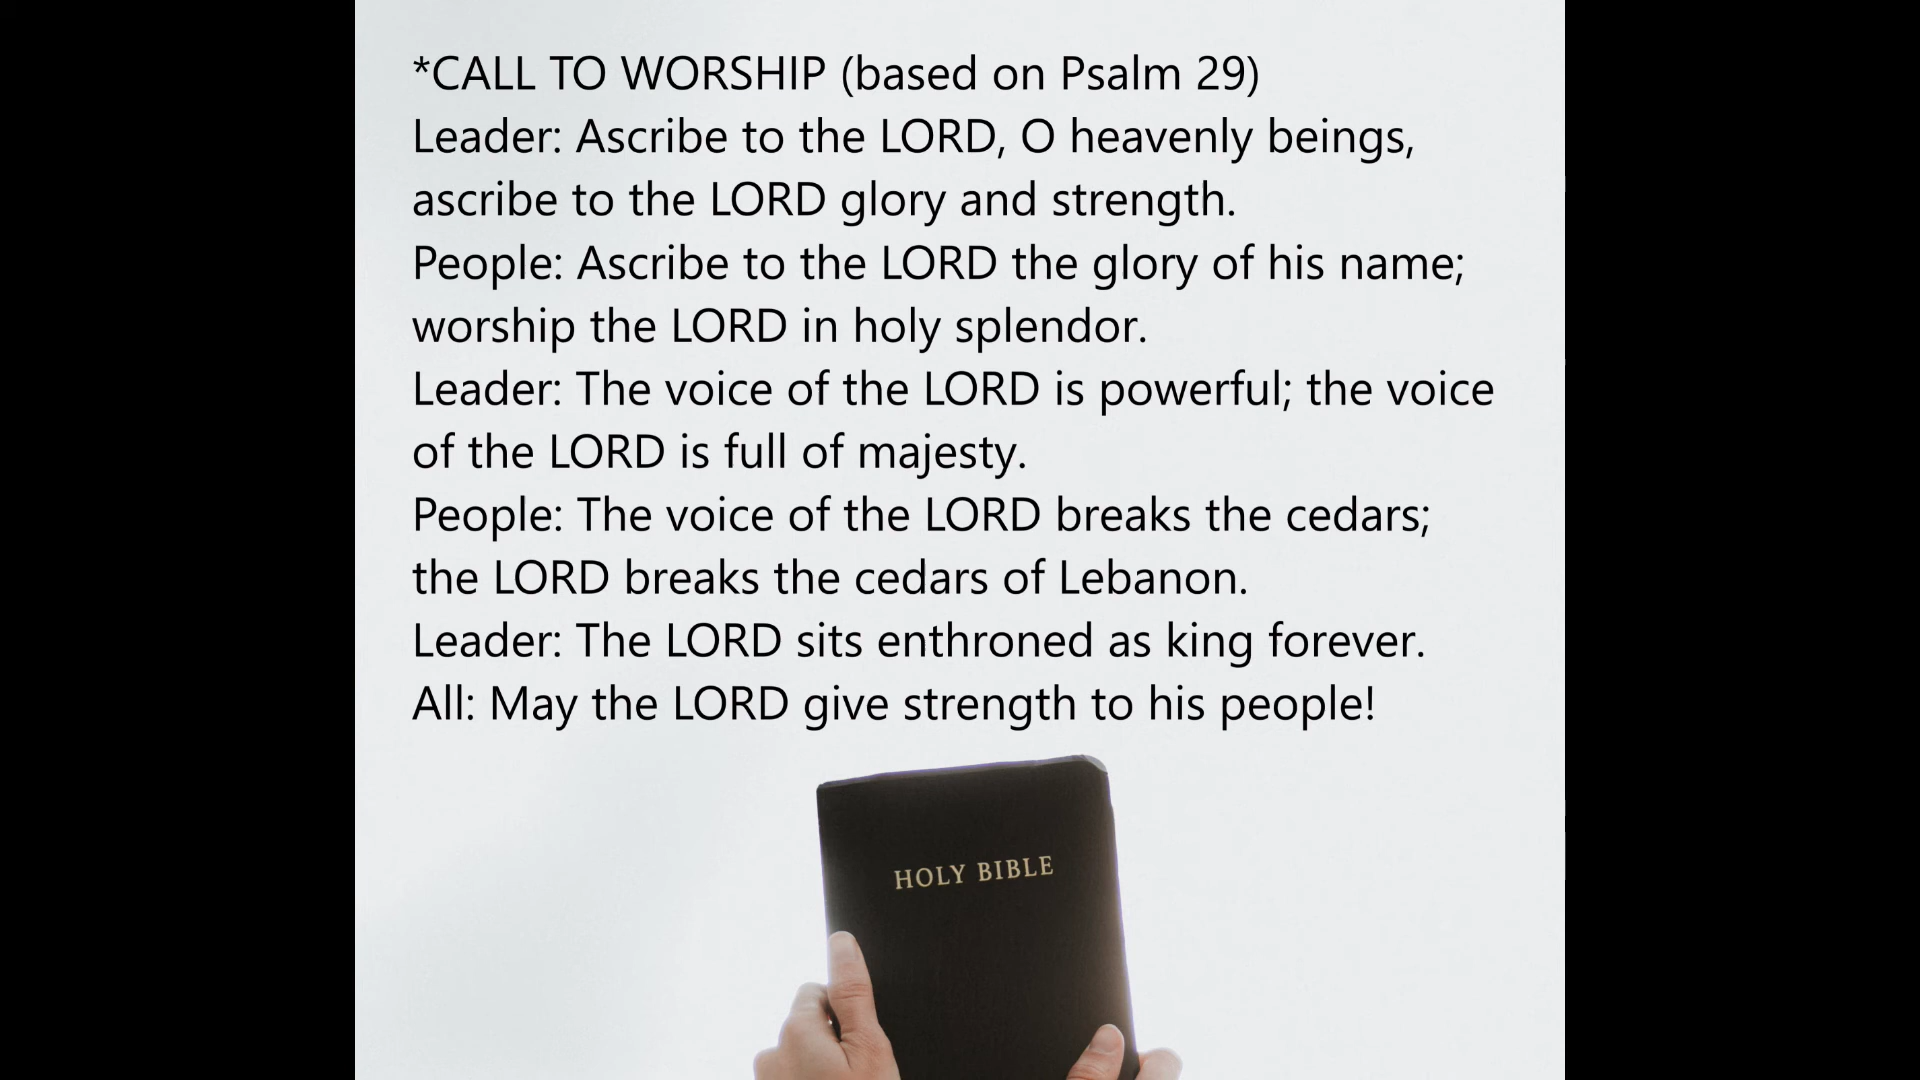 *CALL TO WORSHIP (based on Psalm 29)
Leader: Ascribe to the LORD, O heavenly beings,
ascribe to the LORD glory and strength.
People: Ascribe to the LORD the glory of his name;
worship the LORD in holy splendor.
Leader: The voice of the LORD is powerful; the voice
of the LORD is full of majesty.
People: The voice of the LORD breaks the cedars;
the LORD breaks the cedars of Lebanon.
Leader: The LORD sits enthroned as king forever.
All: May the LORD give strength to his people!
HOLY BIBLE